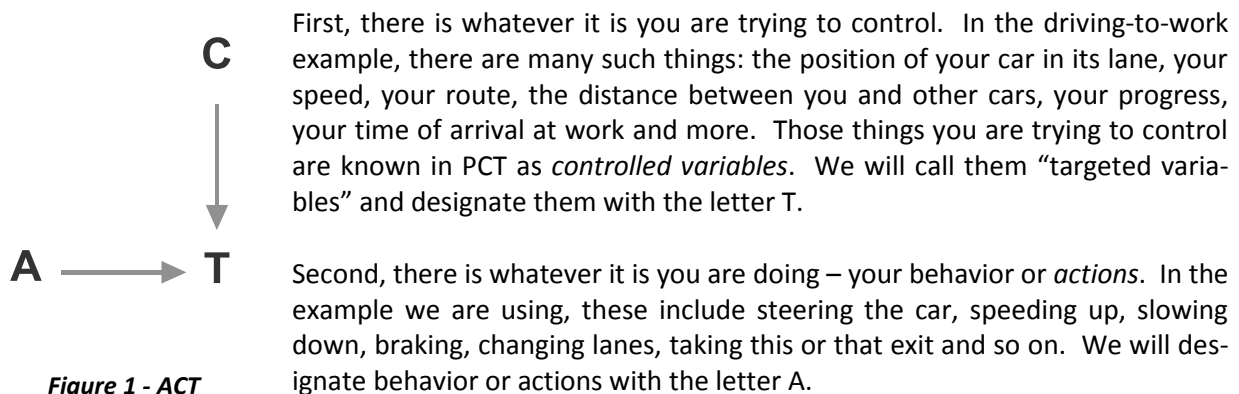 First, there is whatever it is you are trying to control. In the driving-to-work
C
example, there are many such things: the position of your car in its lane, your
speed, your route, the distance between you and other cars, your progress,
your time of arrival at work and more. Those things you are trying to control
are known in PCT as controlled variables. We will call them “targeted varia-
bles” and designate them with the letter T.
A T
Second, there is whatever it is you are doing – your behavior or actions. In the
example we are using, these include steering the car, speeding up, slowing
down, braking, changing lanes, taking this or that exit and so on. We will des-
ignate behavior or actions with the letter A.
Figure 1 - ACT